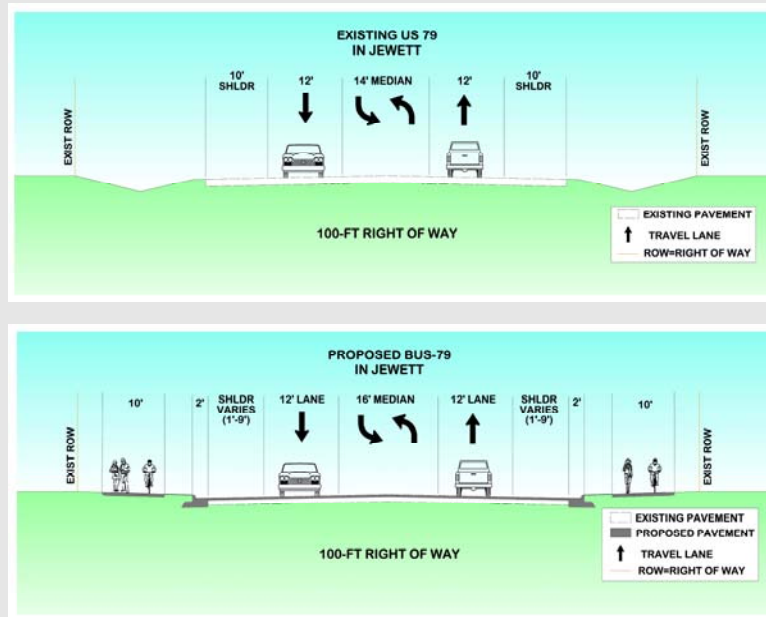 EXISTING US 79
IN JEWETT
10'
SHLDR
12'
14' MEDIAN
12'
10'
SHLDR
EXIST ROW
EXIST ROW
100-FT RIGHT OF WAY
EXISTING PAVEMENT
TRAVEL LANE
ROW=RIGHT OF WAY
PROPOSED BUS-79
IN JEWETT
10'
2'
SHLDR
VARIES
(1'-9')
12' LANE
16' MEDIAN
12' LANE
SHLDR
VARIES
(1'-9')
2'
10'
EXIST ROW
EXIST ROW
100-FT RIGHT OF WAY
EXISTING PAVEMENT
PROPOSED PAVEMENT
TRAVEL LANE
ROW=RIGHT OF WAY